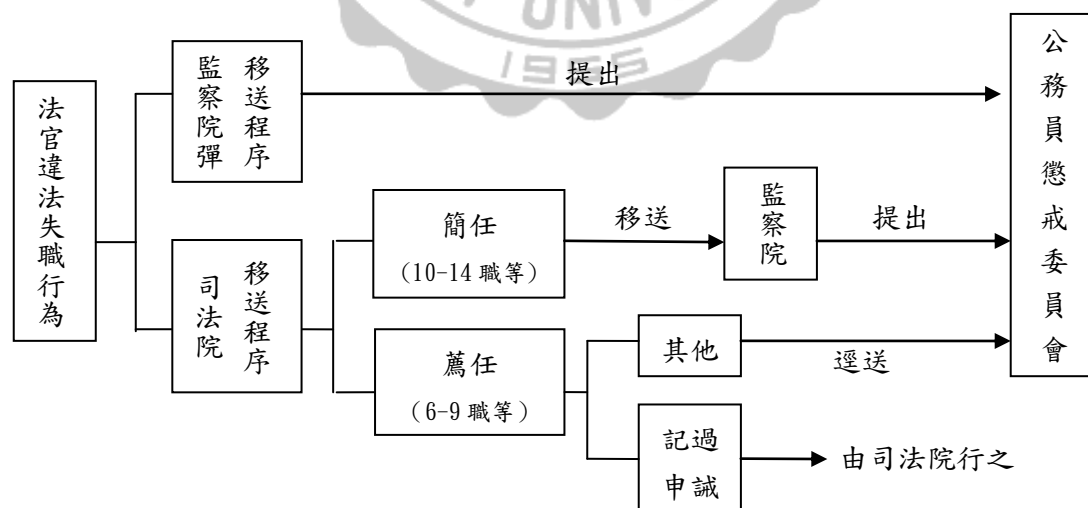 UNIV
1955
法官違法失職行為
監察院彈
移送程序
提出
公務員懲戒委員會
司法院
移送程序
簡任
(10-14 職等)
移送
監察院
提出
薦任
(6-9 職等)
其他
逕送
記過
申誡
由司法院行之